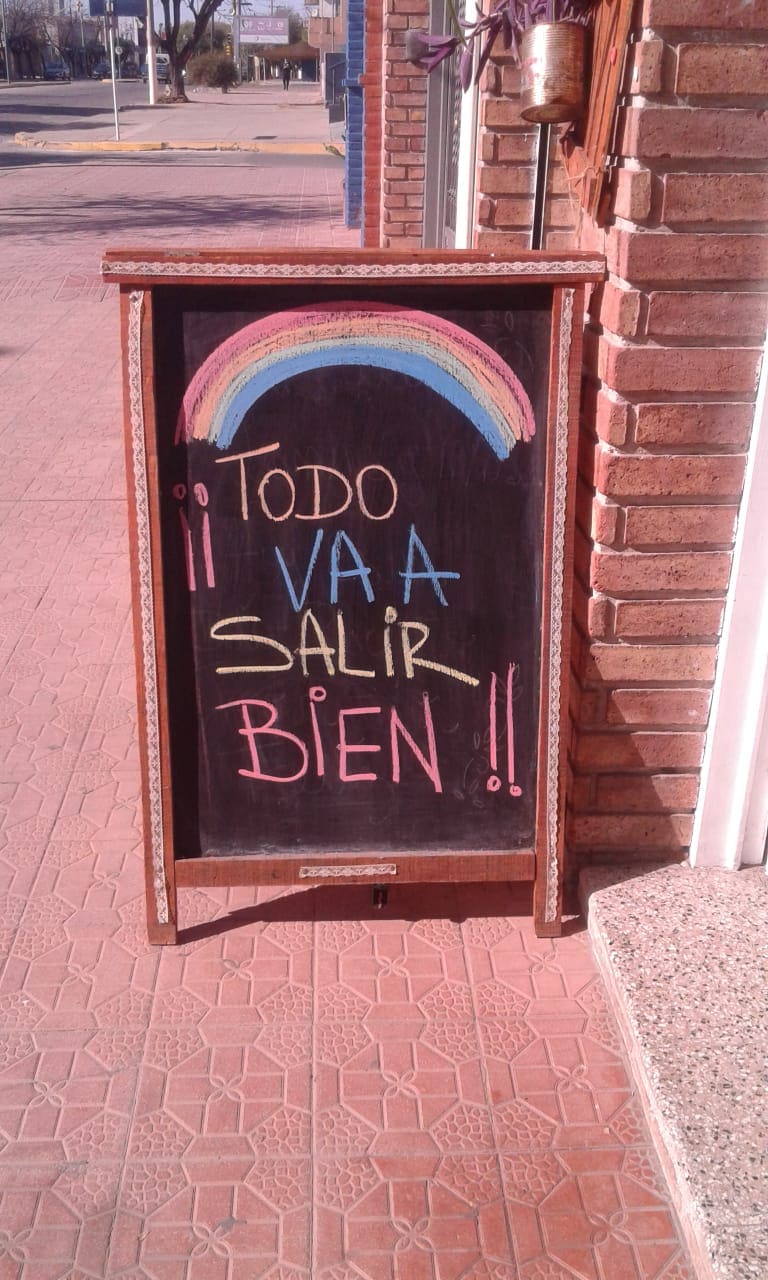 ¡¡ TODO
VA A
SALIR
BIEN !!